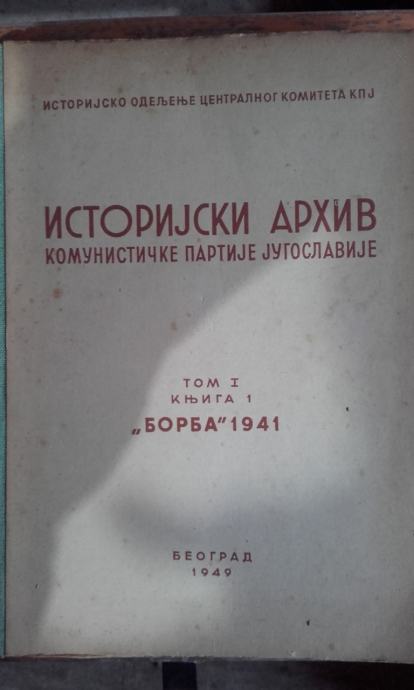 ИСТОРИЈСКО ОДЕЉЕЊЕ ЦЕНТРАЛНОГ КОМИТЕТА КПЈ
ИСТОРИЈСКИ АРХИВ
КОМУНИСТИЧКЕ ПАРТИЈЕ ЈУГОСЛАВИЈЕ
ТОМ I
КЊИГА 1
„БОРБА" 1941
БЕОГРАД
1949